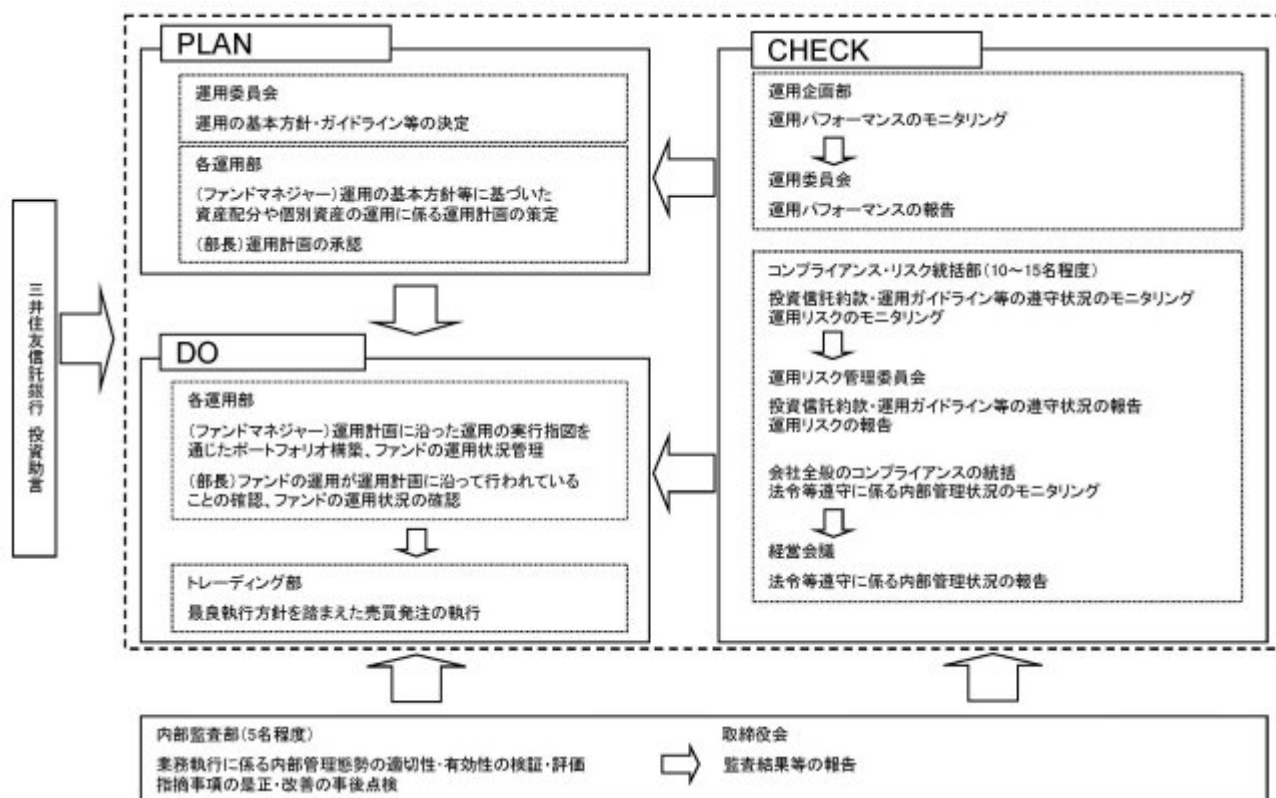 三井住友信託銀行 投資助言
PLAN
運用委員会
運用の基本方針・ガイドライン等の決定
各運用部
(ファンドマネジャー)運用の基本方針等に基づいた
資産配分や個別資産の運用に係る運用計画の策定
(部長)運用計画の承認
DO
各運用部
(ファンドマネジャー)運用計画に沿った運用の実行指図を
通じたポートフォリオ構築、ファンドの運用状況管理
(部長)ファンドの運用が運用計画に沿って行われている
ことの確認、ファンドの運用状況の確認
トレーディング部
最良執行方針を踏まえた売買発注の執行
CHECK
運用企画部
運用パフォーマンスのモニタリング
運用委員会
運用パフォーマンスの報告
コンプライアンス・リスク統括部(10〜15名程度)
投資信託約款・運用ガイドライン等の遵守状況のモニタリング
運用リスクのモニタリング
運用リスク管理委員会
投資信託約款・運用ガイドライン等の遵守状況の報告
運用リスクの報告
会社全般のコンプライアンスの統括
法令等遵守に係る内部管理状況のモニタリング
経営会議
法令等遵守に係る内部管理状況の報告
内部監査部(5名程度)
業務執行に係る内部管理態勢の適切性・有効性の検証・評価
指摘事項の是正・改善の事後点検
取締役会
監査結果等の報告